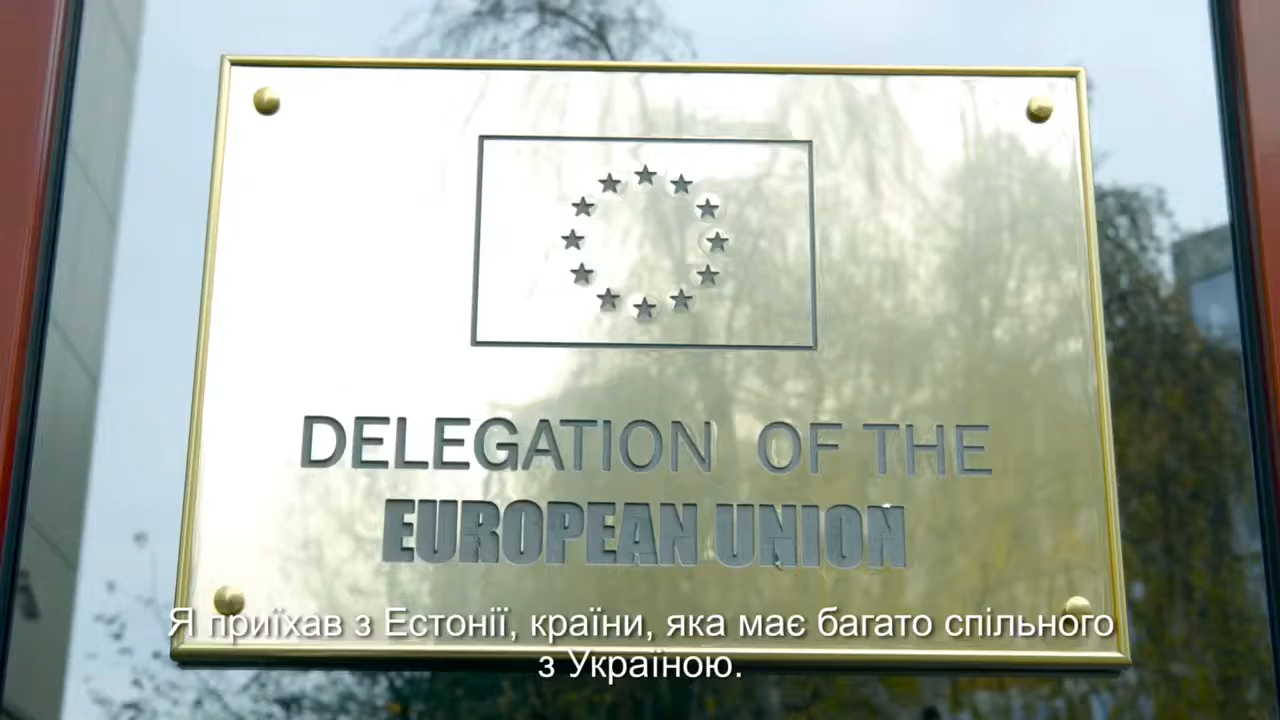 DELEGATION OF THE
EUROPEAN UNION
Я приїхав з Естонії, країни, яка має багато спільного
з Україною.